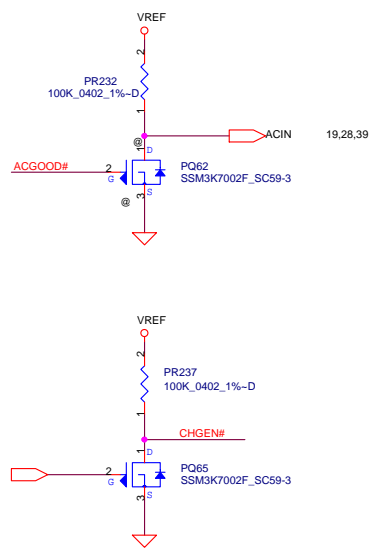 VREF
2
PR232
100K_0402_1%~D
1
ACIN 19,28,39
@
1
D
ACGOOD#
2
G
PQ62
SSM3K7002F_SC59-3
S
3
@
VREF
2
PR237
100K_0402_1%~D
1
CHGEN#
1
D
2
G
PQ65
SSM3K7002F_SC59-3
S
3